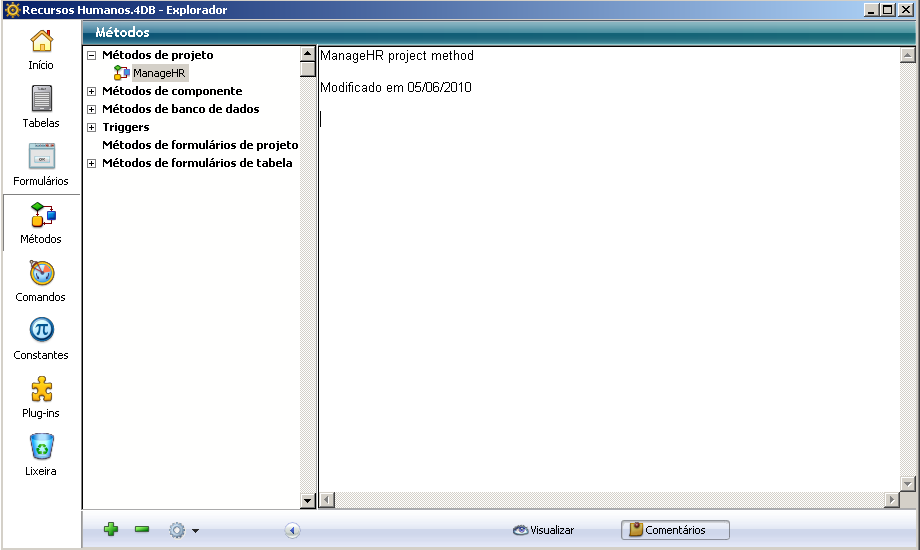 Recursos Humanos.4DB - Explorador
Início
Tabelas
Formulários
Métodos
Comandos
Constantes
Plug-ins
Lixeira
Métodos
Métodos de projeto
ManageHR
Métodos de componente
Métodos de banco de dados
Triggers
Métodos de formulários de projeto
Métodos de formulários de tabela
ManageHR project method
Modificado em 05/06/2010
Visualizar
Comentários